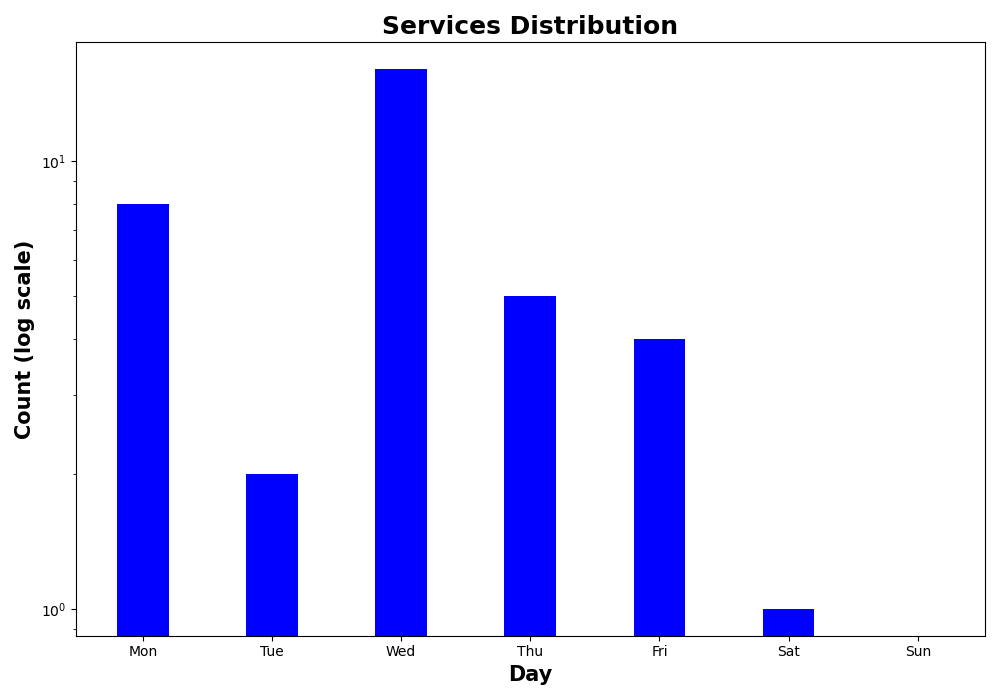 Services Distribution
Count (log scale)
10¹
10⁰
Mon Tue Wed Thu Fri Sat Sun
Day